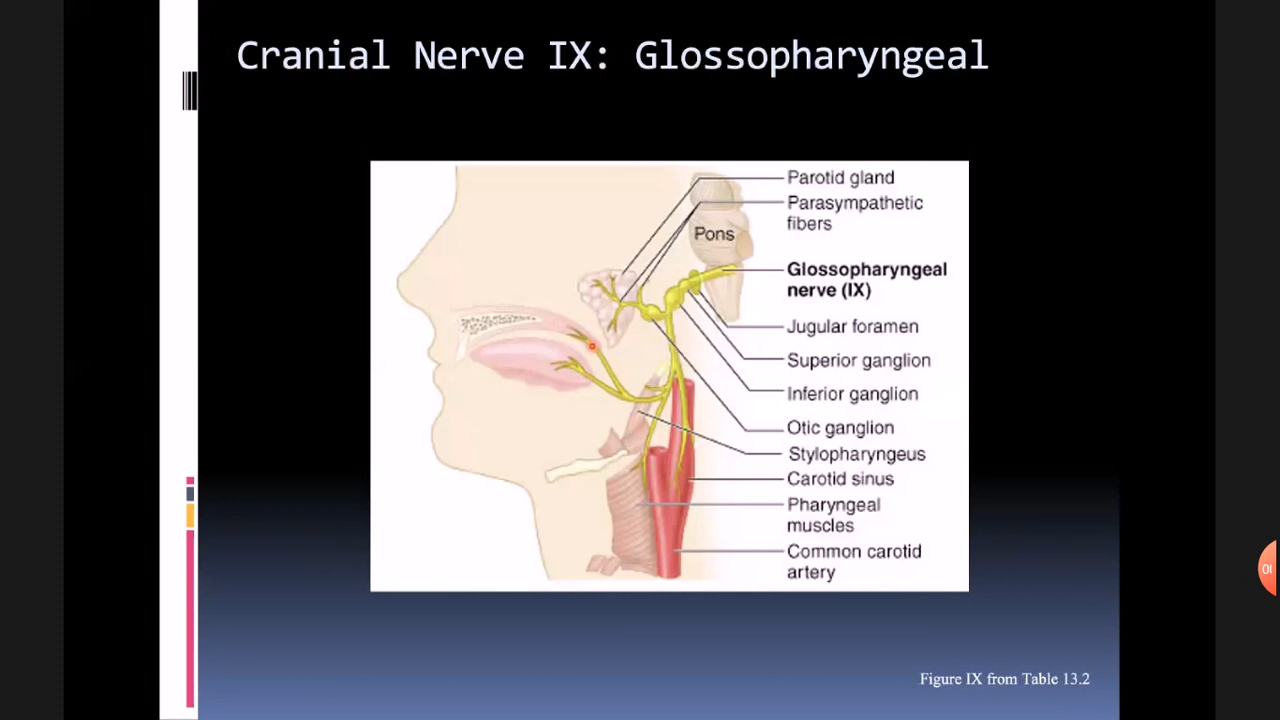 Cranial Nerve IX: Glossopharyngeal
Parotid gland
Parasympathetic
fibers
Pons
Glossopharyngeal
nerve (IX)
Jugular foramen
Superior ganglion
Inferior ganglion
Otic ganglion
Stylopharyngeus
Carotid sinus
Pharyngeal
muscles
Common carotid
artery
Figure IX from Table 13.2